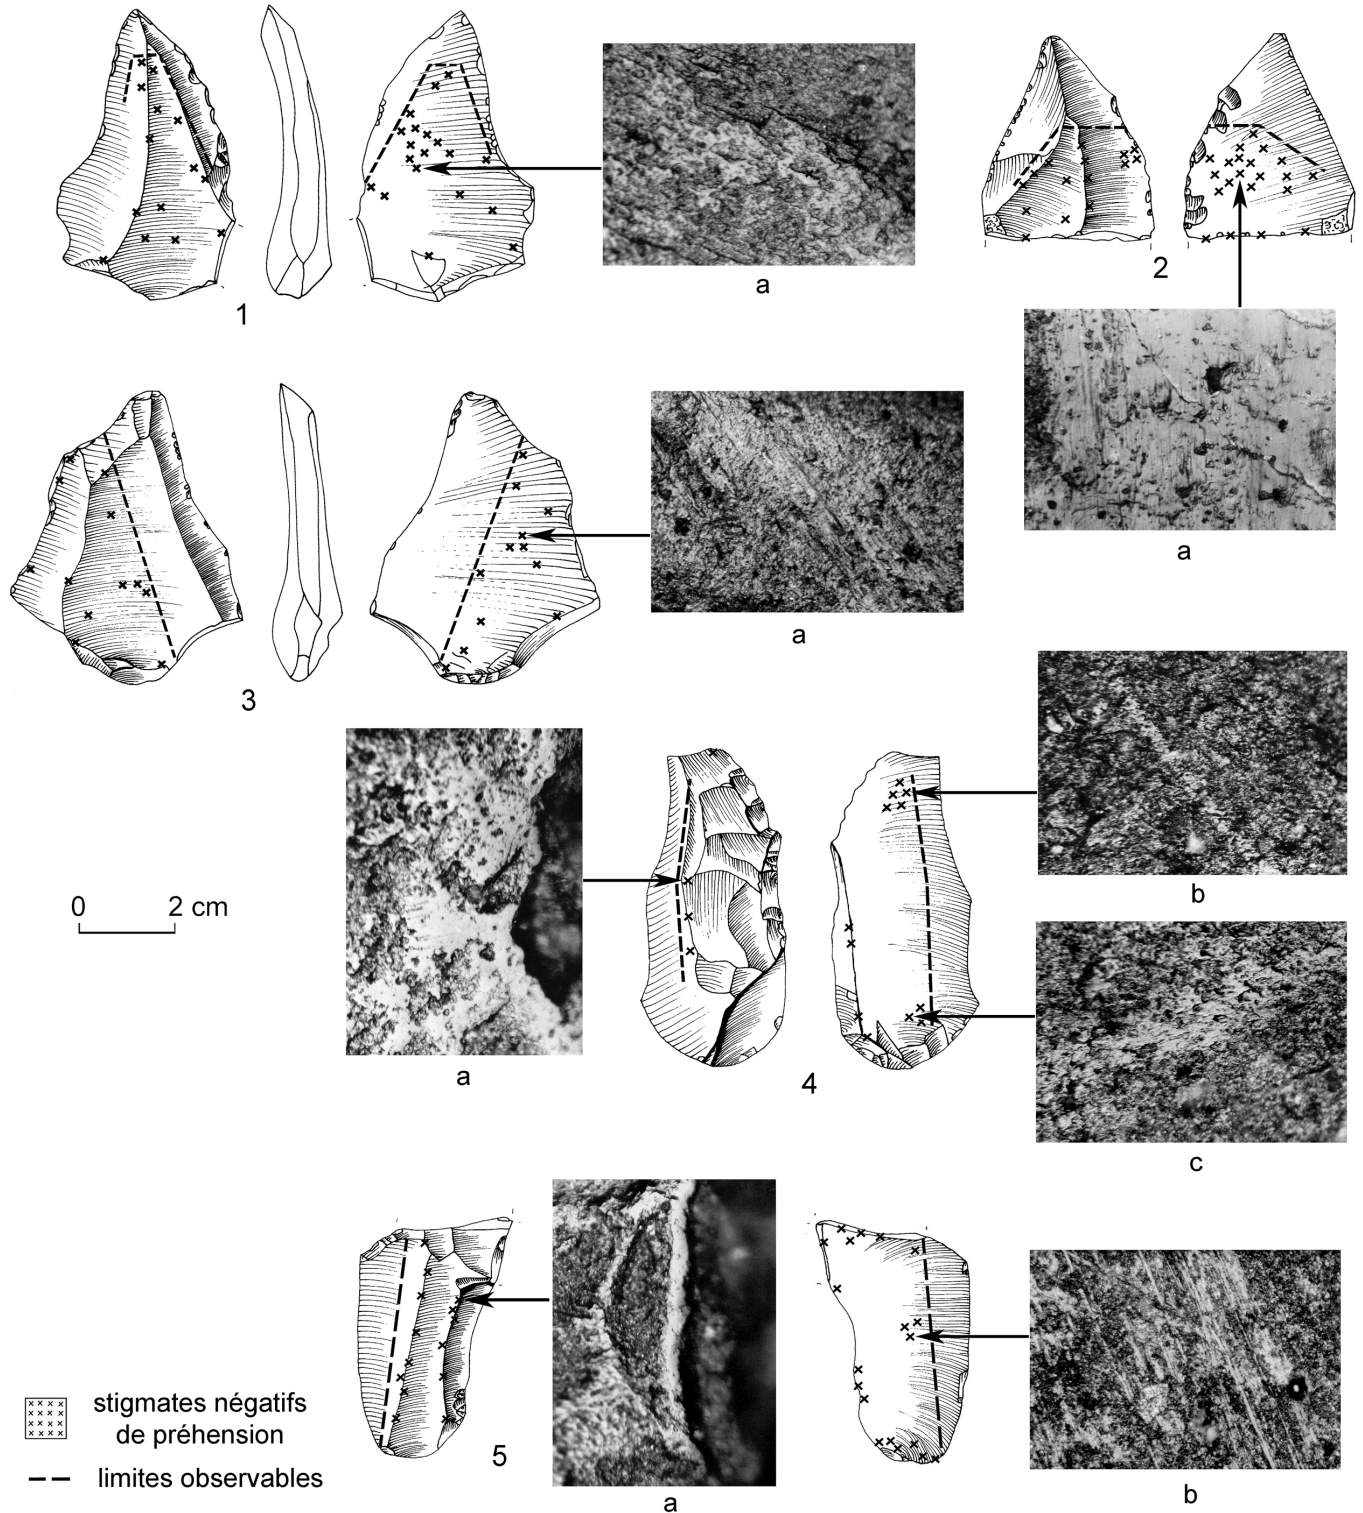 1
a
2
a
3
a
0 2 cm
a
4
b
c
5
a
b
stigmates négatifs
de préhension
limites observables